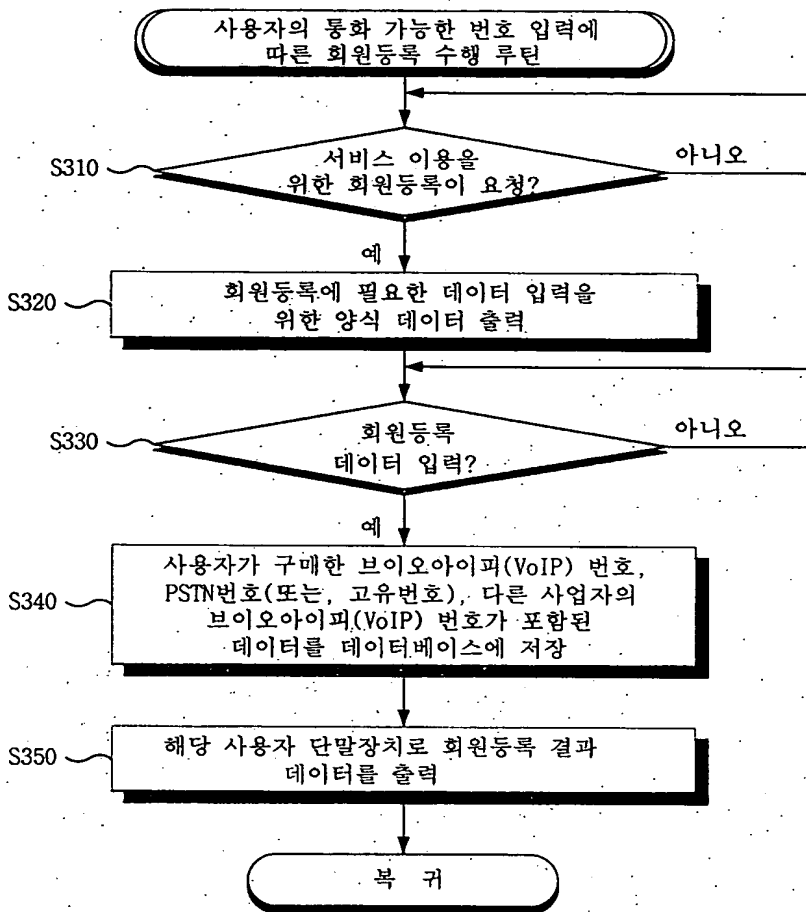 사용자의 통화 가능한 번호 입력에
따른 회원등록 수행 루틴
S310
서비스 이용을
위한 회원등록이 요청?
아니오
예
S320
회원등록에 필요한 데이터 입력을
위한 양식 데이터 출력
S330
회원등록
데이터 입력?
아니오
예
S340
사용자가 구매한 브이오아이피(VoIP) 번호,
PSTN번호(또는, 고유번호), 다른 사업자의
브이오아이피(VoIP) 번호가 포함된
데이터를 데이터베이스에 저장
S350
해당 사용자 단말장치로 회원등록 결과
데이터를 출력
복 귀